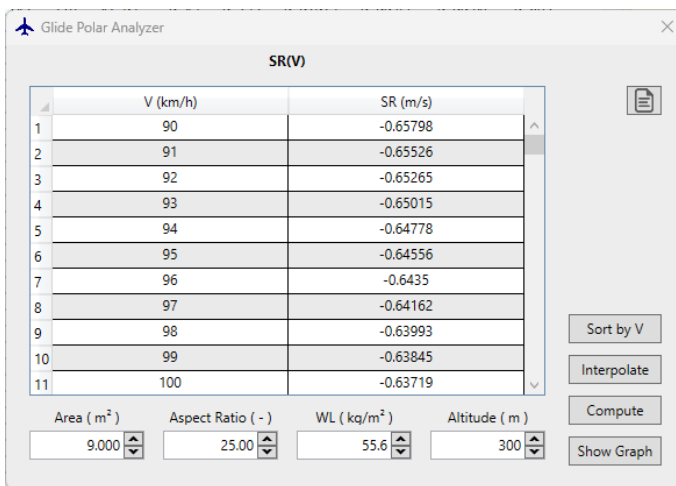 Glide Polar Analyzer
SR(V)
V (km/h) SR (m/s)
1 90 -0.65798
2 91 -0.65526
3 92 -0.65265
4 93 -0.65015
5 94 -0.64778
6 95 -0.64556
7 96 -0.6435
8 97 -0.64162
9 98 -0.63993
10 99 -0.63845
11 100 -0.63719
Sort by V
Interpolate
Compute
Show Graph
Area ( m² ) Aspect Ratio ( - ) WL ( kg/m² ) Altitude ( m )
9.000 25.00 55.6 300